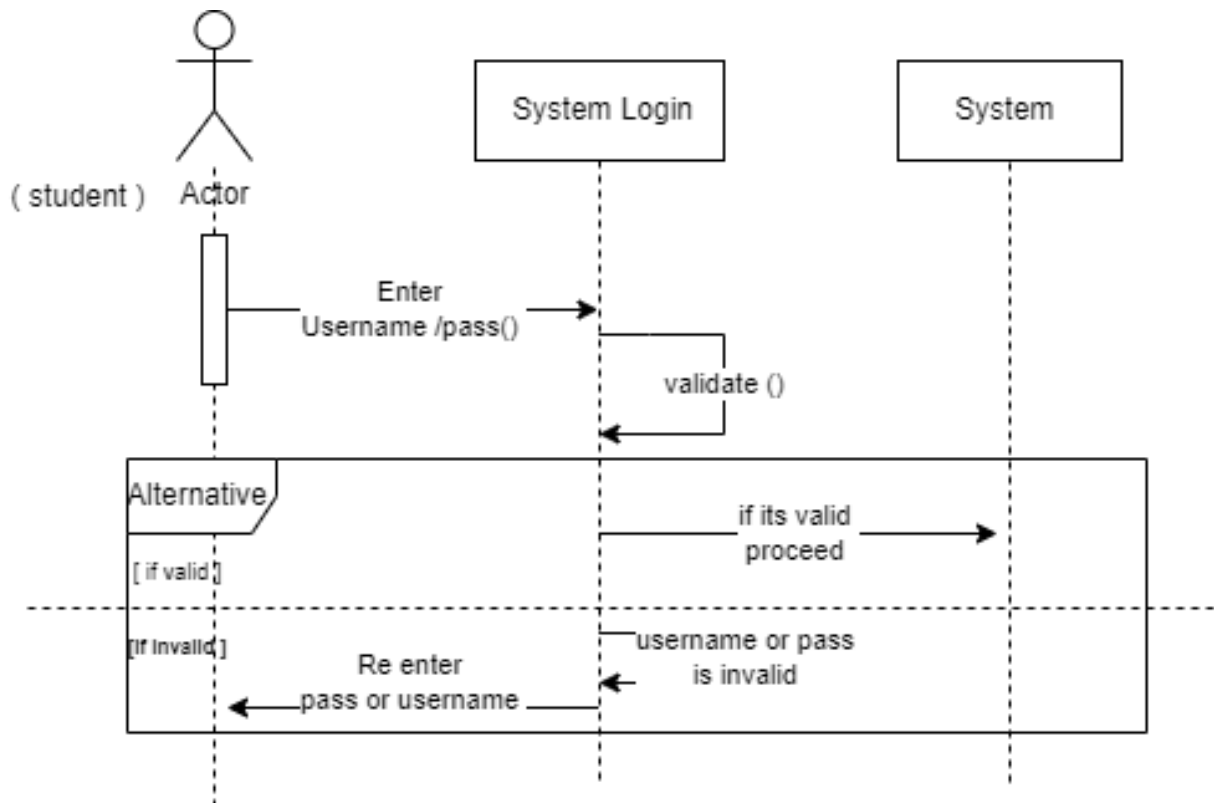 System Login
System
( student )
Actor
Enter
Username /pass()
validate ()
Alternative
if its valid
proceed
[ if valid ]
[If Invalid ]
username or pass
is invalid
Re enter
pass or username